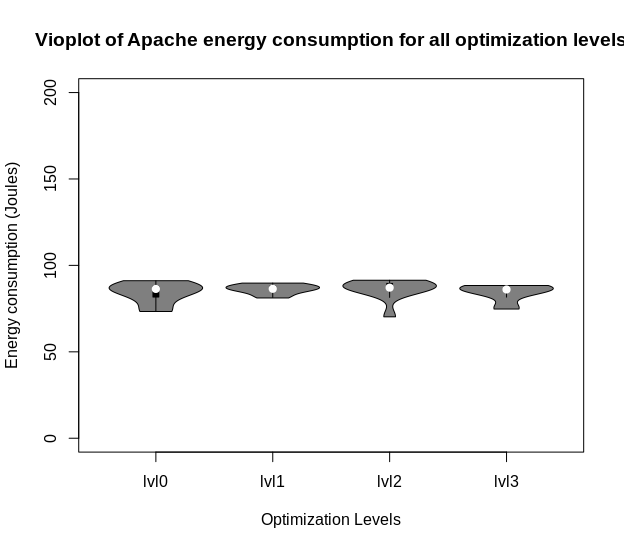 Vioplot of Apache energy consumption for all optimization levels
Energy consumption (Joules)
200
150
100
50
0
lvl0 lvl1 lvl2 lvl3
Optimization Levels